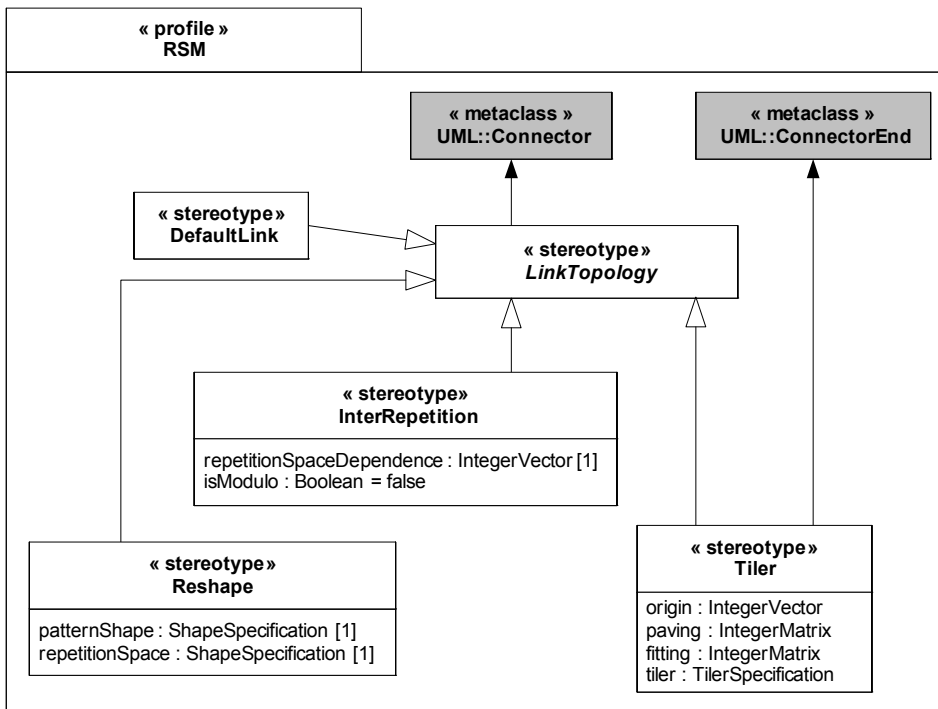 « profile »
RSM
« metaclass »
UML::Connector
« metaclass »
UML::ConnectorEnd
« stereotype»
DefaultLink
« stereotype»
LinkTopology
« stereotype»
InterRepetition
repetitionSpaceDependence : IntegerVector [1]
isModulo : Boolean = false
« stereotype»
Reshape
patternShape : ShapeSpecification [1]
repetitionSpace : ShapeSpecification [1]
« stereotype»
Tiler
origin : IntegerVector
paving : IntegerMatrix
fitting : IntegerMatrix
tiler : TilerSpecification